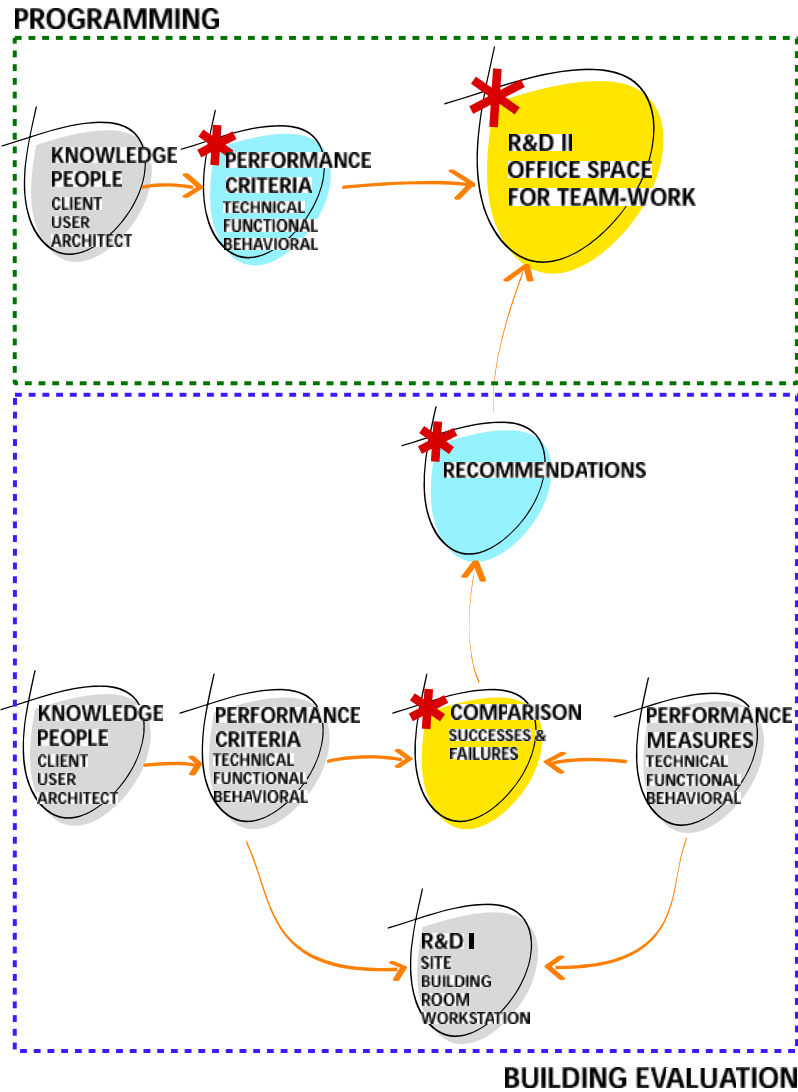 PROGRAMMING
KNOWLEDGE
PEOPLE
CLIENT
USER
ARCHITECT
PERFORMANCE
CRITERIA
TECHNICAL
FUNCTIONAL
BEHAVIORAL
R&D II
OFFICE SPACE
FOR TEAM-WORK
RECOMMENDATIONS
KNOWLEDGE
PEOPLE
CLIENT
USER
ARCHITECT
PERFORMANCE
CRITERIA
TECHNICAL
FUNCTIONAL
BEHAVIORAL
COMPARISON
SUCCESSES &
FAILURES
PERFORMANCE
MEASURES
TECHNICAL
FUNCTIONAL
BEHAVIORAL
R&D I
SITE
BUILDING
ROOM
WORKSTATION
BUILDING EVALUATION